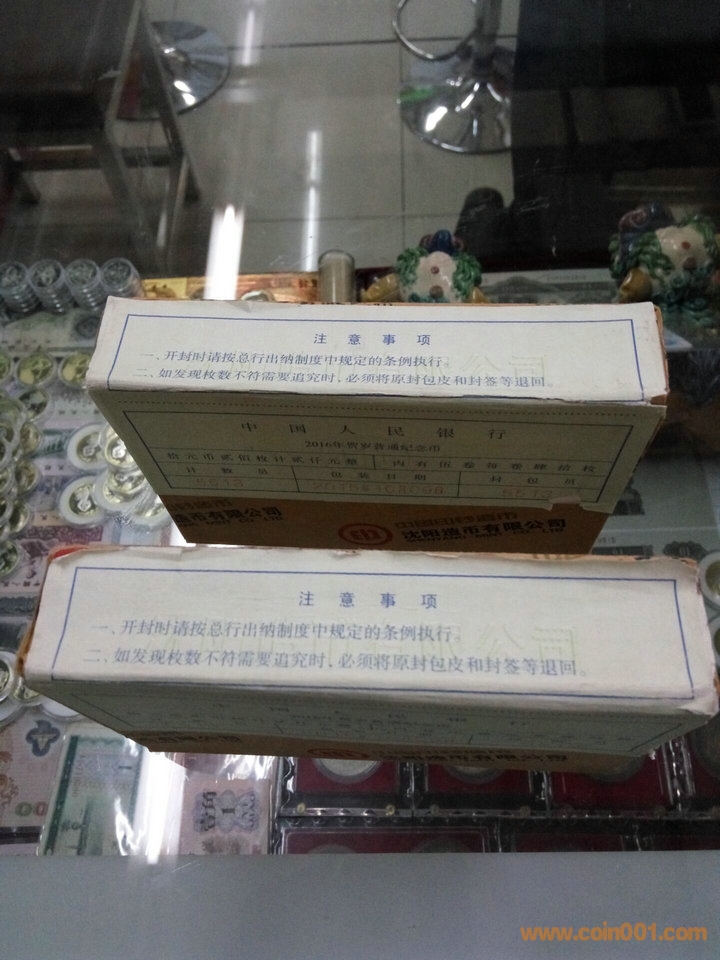 注意事项
一、开封时请按总行出纳制度中规定的条例执行。
二、如发现枚数不符需要追究时，必须将原封包皮和封签等退回。
中国人民银行
2016年贺岁普通纪念币
拾元币贰佰枚计贰仟元整 内有伍卷每卷肆拾枚
计数员 包装日期 封包员
5513 5513
沈阳造币有限公司
注意事项
一、开封时请按总行出纳制度中规定的条例执行。
二、如发现枚数不符需要追究时，必须将原封包皮和封签等退回。
www.coin001.com